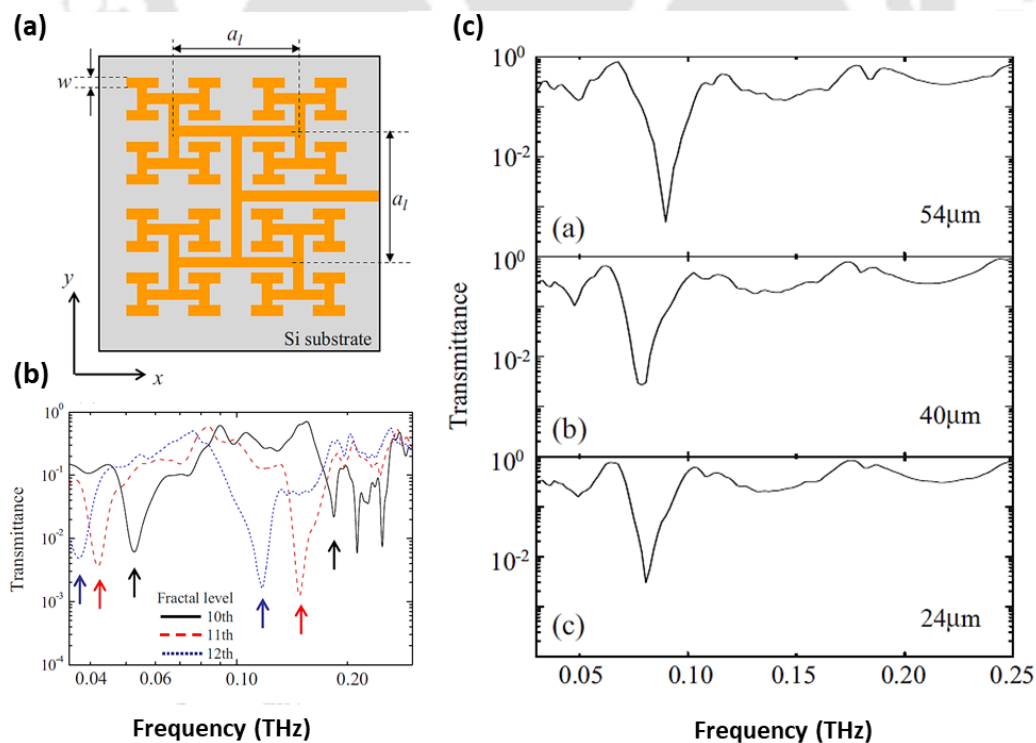 (a)
a_l
w
a_l
y
x
Si substrate
(b)
10^0
10^-1
10^-2
10^-3
10^-4
Transmittance
Fractal level
10th
11th
12th
0.04 0.06 0.10 0.20
Frequency (THz)
(c)
10^0
10^-2
(a)
54μm
10^0
10^-2
(b)
40μm
10^0
10^-2
(c)
24μm
Transmittance
0.05 0.10 0.15 0.20 0.25
Frequency (THz)